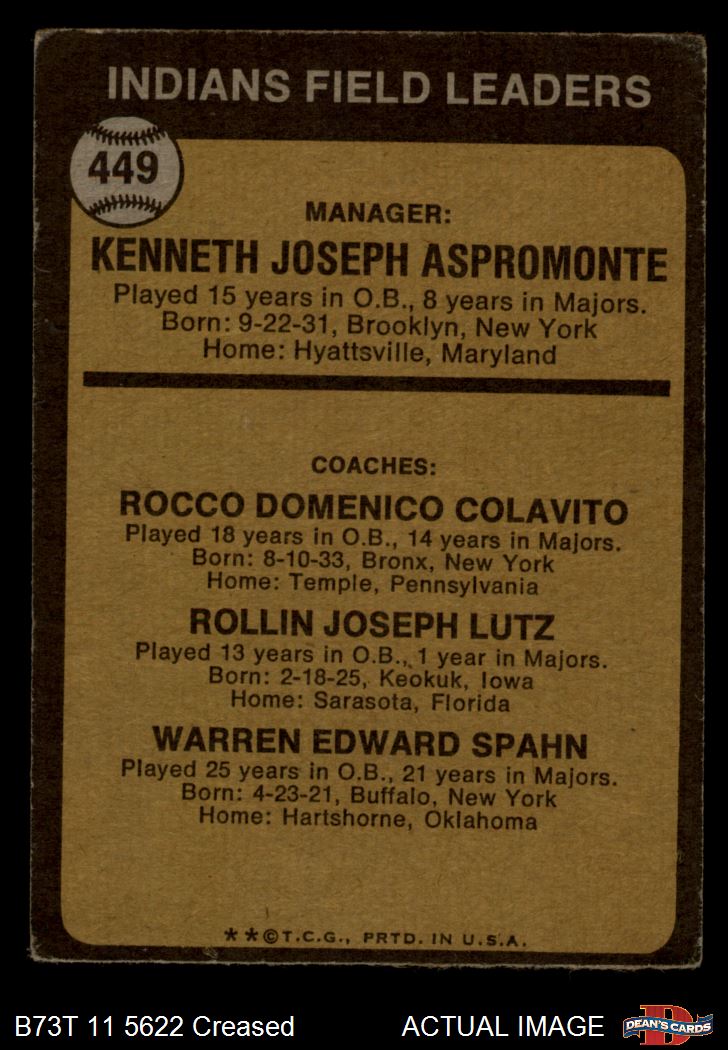 INDIANS FIELD LEADERS
449
MANAGER:
KENNETH JOSEPH ASPROMONTE
Played 15 years in O.B., 8 years in Majors.
Born: 9-22-31, Brooklyn, New York
Home: Hyattsville, Maryland
COACHES:
ROCCO DOMENICO COLAVITO
Played 18 years in O.B., 14 years in Majors.
Born: 8-10-33, Bronx, New York
Home: Temple, Pennsylvania
ROLLIN JOSEPH LUTZ
Played 13 years in O.B., 1 year in Majors.
Born: 2-18-25, Keokuk, Iowa
Home: Sarasota, Florida
WARREN EDWARD SPAHN
Played 25 years in O.B., 21 years in Majors.
Born: 4-23-21, Buffalo, New York
Home: Hartshorne, Oklahoma
**©T.C.G., PRTD. IN U.S.A.
B73T 11 5622 Creased ACTUAL IMAGE
D
DEAN'S CARDS